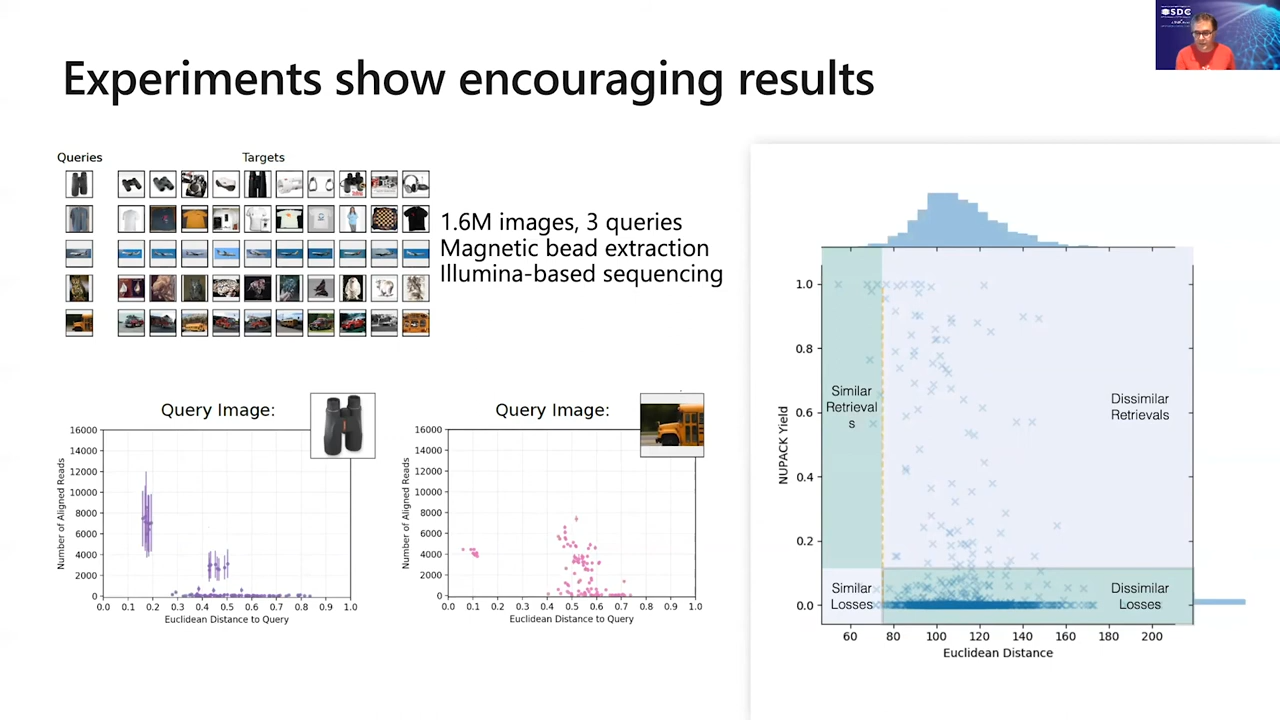 SDC
Experiments show encouraging results
Queries
Targets
1.6M images, 3 queries
Magnetic bead extraction
Illumina-based sequencing
Query Image:
16000
14000
12000
10000
8000
6000
4000
2000
0
Number of Aligned Reads
0.0 0.1 0.2 0.3 0.4 0.5 0.6 0.7 0.8 0.9 1.0
Euclidean Distance to Query
Query Image:
16000
14000
12000
10000
8000
6000
4000
2000
0
Number of Aligned Reads
0.0 0.1 0.2 0.3 0.4 0.5 0.6 0.7 0.8 0.9 1.0
Euclidean Distance to Query
1.0
0.8
0.6
0.4
0.2
0.0
NUPACK Yield
Similar
Retrieval
s
Dissimilar
Retrievals
Similar
Losses
Dissimilar
Losses
60 80 100 120 140 160 180 200
Euclidean Distance